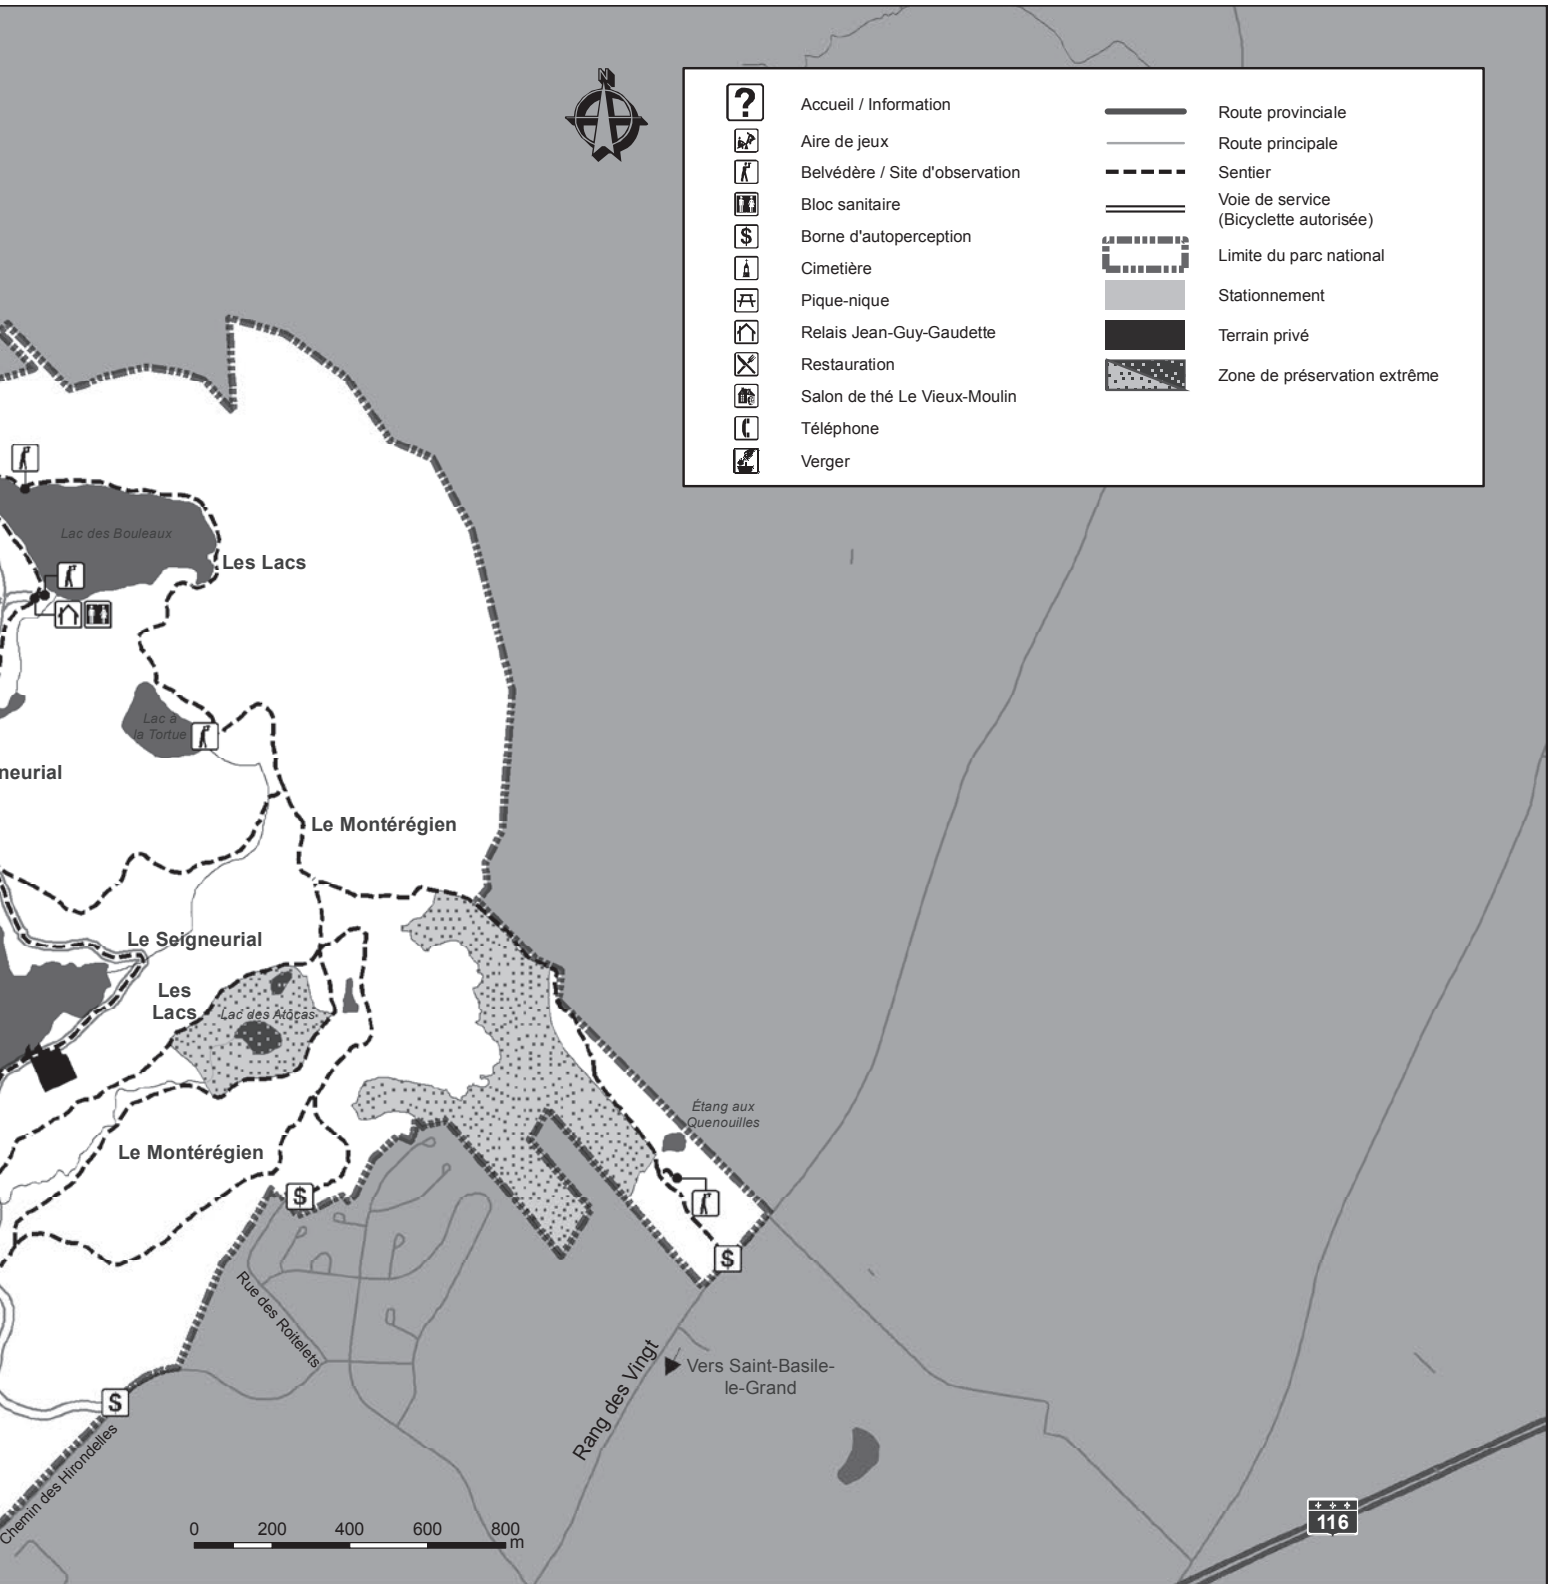 N
?
Accueil / Information
Aire de jeux
Belvédère / Site d'observation
Bloc sanitaire
$
Borne d'autoperception
Cimetière
Pique-nique
Relais Jean-Guy-Gaudette
Restauration
Salon de thé Le Vieux-Moulin
Téléphone
Verger
Route provinciale
Route principale
Sentier
Voie de service
(Bicyclette autorisée)
Limite du parc national
Stationnement
Terrain privé
Zone de préservation extrême
Lac des Bouleaux
Les Lacs
Lac à
la Tortue
neurial
Le Montérégien
Le Seigneurial
Les
Lacs
Lac des Atocas
Étang aux
Quenouilles
Le Montérégien
$
$
Rue des Roitelets
Rang des Vingt
Vers Saint-Basile-
le-Grand
$
Chemin des Hirondelles
0 200 400 600 800
m
116